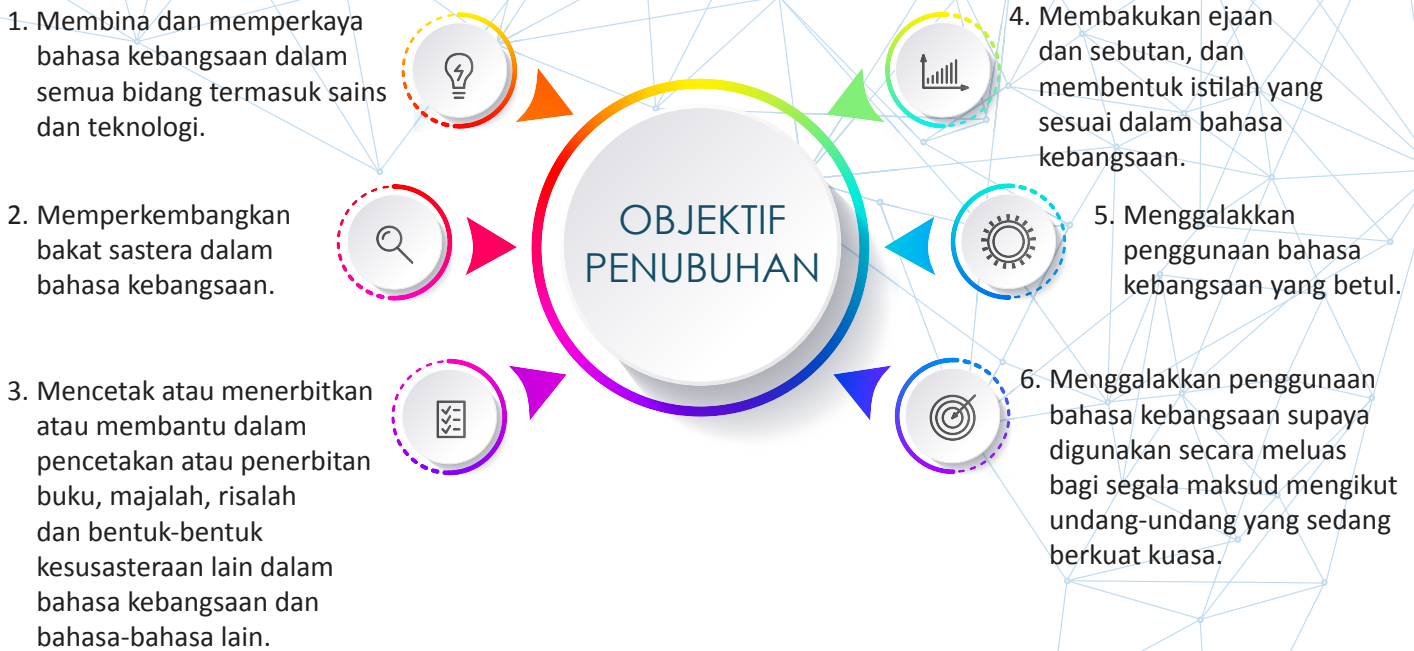 1. Membina dan memperkaya
bahasa kebangsaan dalam
semua bidang termasuk sains
dan teknologi.
2. Memperkembangkan
bakat sastera dalam
bahasa kebangsaan.
3. Mencetak atau menerbitkan
atau membantu dalam
pencetakan atau penerbitan
buku, majalah, risalah
dan bentuk-bentuk
kesusasteraan lain dalam
bahasa kebangsaan dan
bahasa-bahasa lain.
OBJEKTIF
PENUBUHAN
4. Membakukan ejaan
dan sebutan, dan
membentuk istilah yang
sesuai dalam bahasa
kebangsaan.
5. Menggalakkan
penggunaan bahasa
kebangsaan yang betul.
6. Menggalakkan penggunaan
bahasa kebangsaan supaya
digunakan secara meluas
bagi segala maksud mengikut
undang-undang yang sedang
berkuat kuasa.